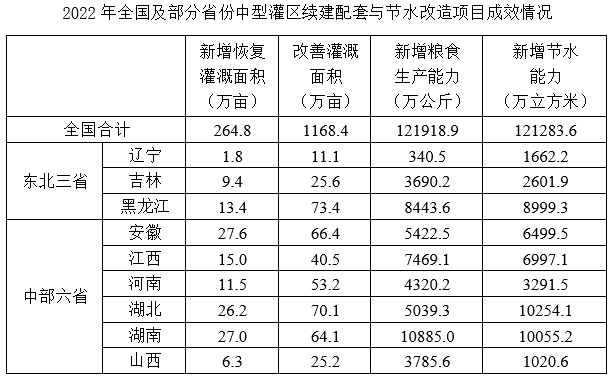 2022 年全国及部分省份中型灌区续建配套与节水改造项目成效情况
新增恢复灌溉面积（万亩） 改善灌溉面积（万亩） 新增粮食生产能力（万公斤） 新增节水能力（万立方米）
全国合计 264.8 1168.4 121918.9 121283.6
东北三省 辽宁 1.8 11.1 340.5 1662.2
吉林 9.4 25.6 3690.2 2601.9
黑龙江 13.4 73.4 8443.6 8999.3
中部六省 安徽 27.6 66.4 5422.5 6499.5
江西 15.0 40.5 7469.1 6997.1
河南 11.5 53.2 4320.2 3291.5
湖北 26.2 70.1 5039.3 10254.1
湖南 27.0 64.1 10885.0 10055.2
山西 6.3 25.2 3785.6 1020.6